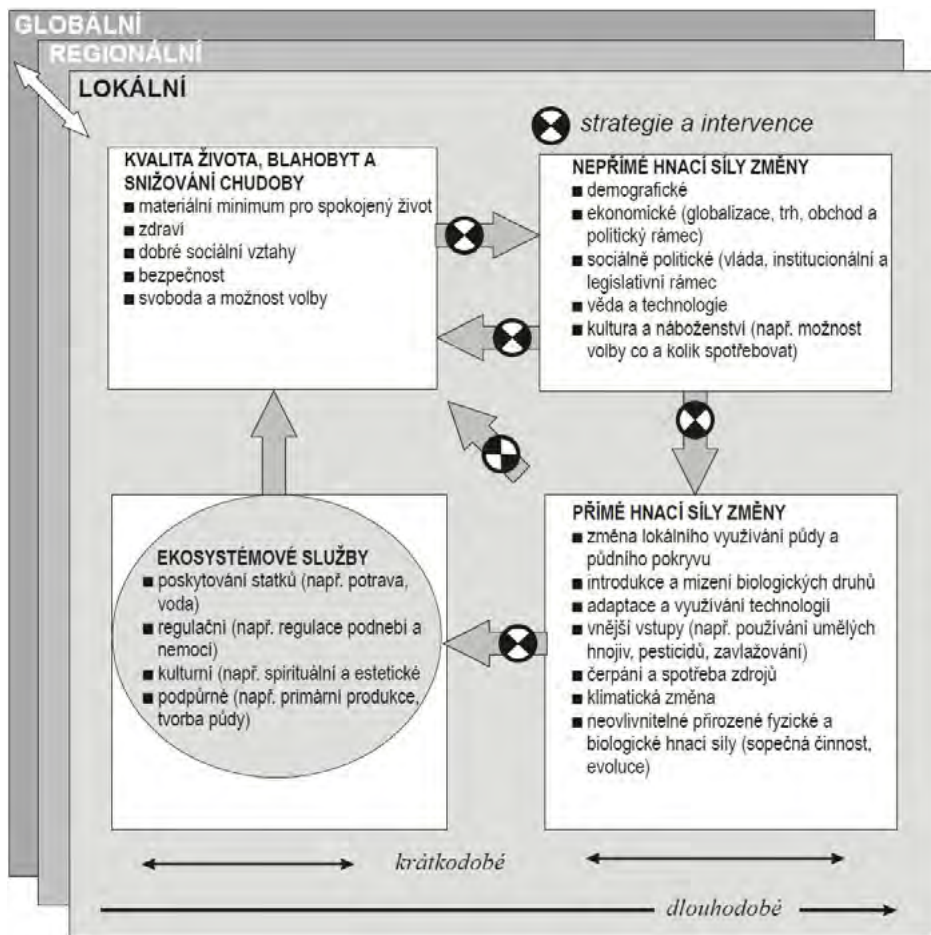 GLOBÁLNÍ
REGIONÁLNÍ
LOKÁLNÍ
strategie a intervence
KVALITA ŽIVOTA, BLAHOBYT A
SNIŽOVÁNÍ CHUDOBY
■ materiální minimum pro spokojený život
■ zdraví
■ dobré sociální vztahy
■ bezpečnost
■ svoboda a možnost volby
NEPŘÍMÉ HNACÍ SÍLY ZMĚNY
■ demografické
■ ekonomické (globalizace, trh, obchod a
politický rámec)
■ sociálně politické (vláda, institucionální a
legislativní rámec
■ věda a technologie
■ kultura a náboženství (např. možnost
volby co a kolik spotřebovat)
EKOSYSTÉMOVÉ SLUŽBY
■ poskytování statků (např. potrava,
voda)
■ regulační (např. regulace podnebí a
nemocí)
■ kulturní (např. spirituální a estetické
■ podpůrné (např. primární produkce,
tvorba půdy)
PŘÍMÉ HNACÍ SÍLY ZMĚNY
■ změna lokálního využívání půdy a
půdního pokryvu
■ introdukce a mizení biologických druhů
■ adaptace a využívání technologií
■ vnější vstupy (např. používání umělých
hnojiv, pesticidů, zavlažování)
■ čerpání a spotřeba zdrojů
■ klimatická změna
■ neovlivnitelné přirozené fyzické a
biologické hnací síly (sopečná činnost,
evoluce)
krátkodobé
dlouhodobé